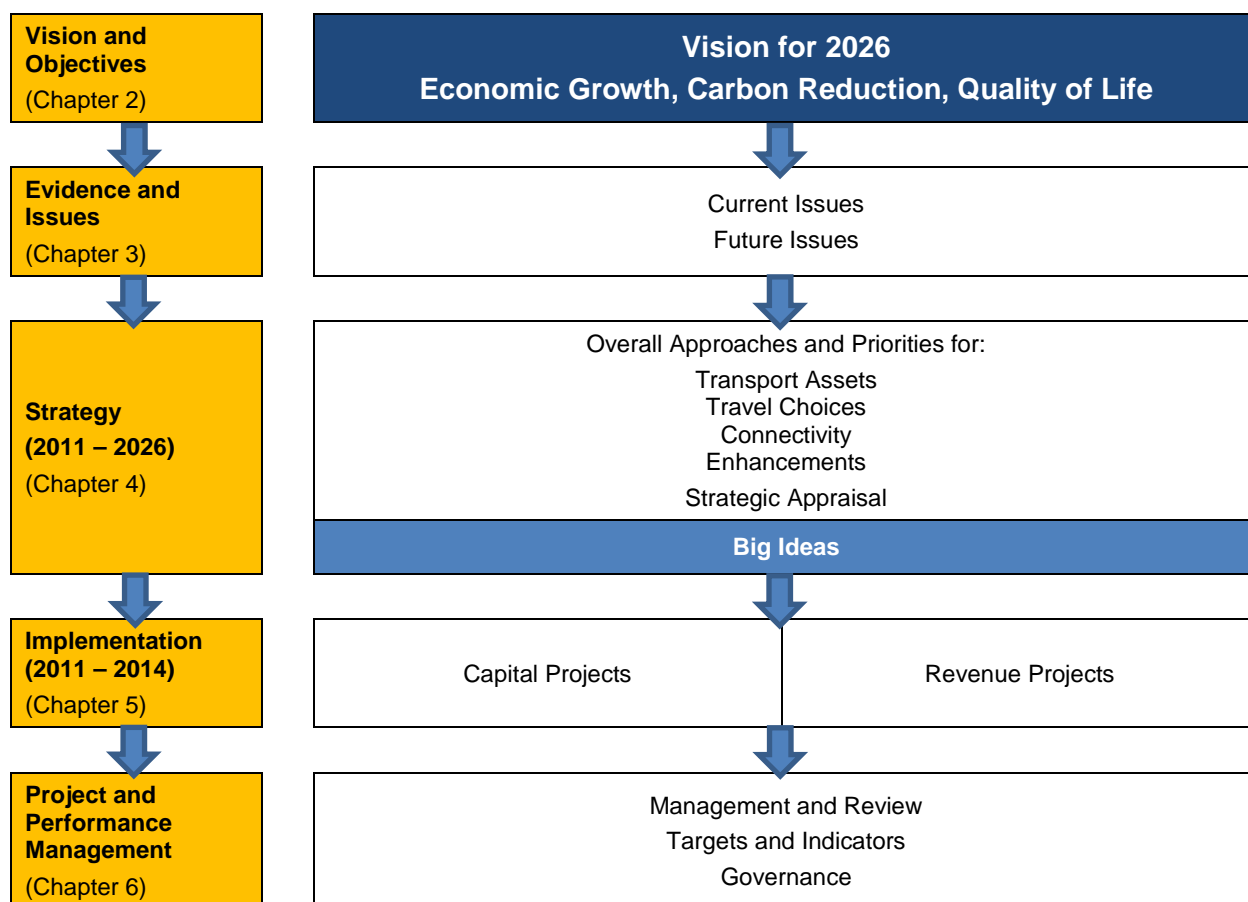 Vision and
Objectives
(Chapter 2)
Vision for 2026
Economic Growth, Carbon Reduction, Quality of Life
Evidence and
Issues
(Chapter 3)
Current Issues
Future Issues
Strategy
(2011 – 2026)
(Chapter 4)
Overall Approaches and Priorities for:
Transport Assets
Travel Choices
Connectivity
Enhancements
Strategic Appraisal
Big Ideas
Implementation
(2011 – 2014)
(Chapter 5)
Capital Projects
Revenue Projects
Project and
Performance
Management
(Chapter 6)
Management and Review
Targets and Indicators
Governance